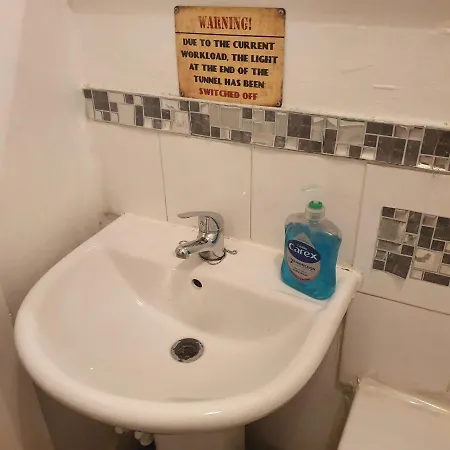 WARNING!
DUE TO THE CURRENT
WORKLOAD, THE LIGHT
AT THE END OF THE
TUNNEL HAS BEEN
SWITCHED OFF
Carex